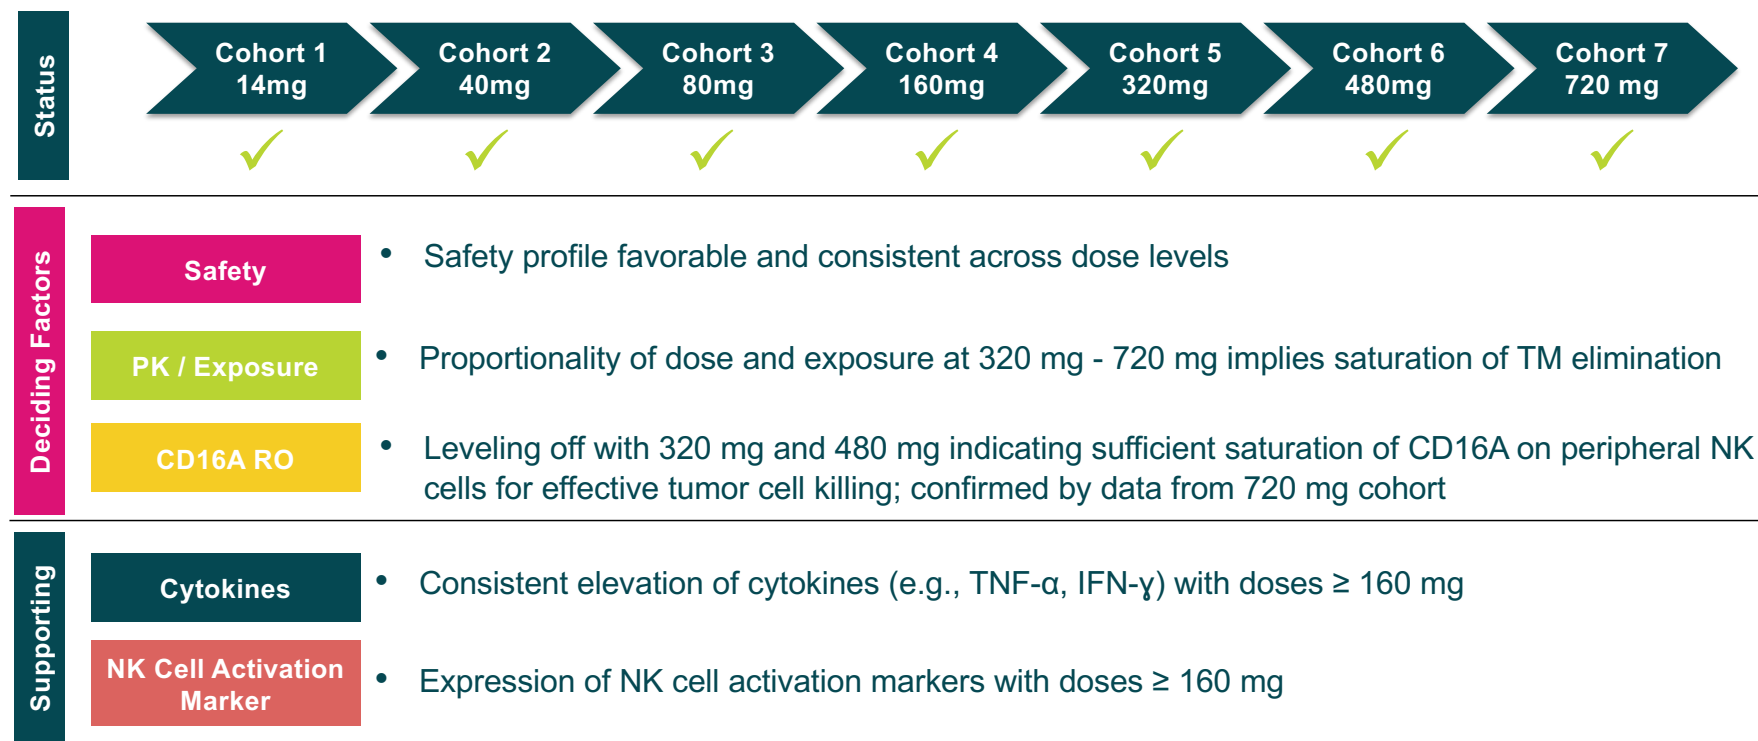 Status
Cohort 1
14mg
Cohort 2
40mg
Cohort 3
80mg
Cohort 4
160mg
Cohort 5
320mg
Cohort 6
480mg
Cohort 7
720 mg
Deciding Factors
Safety
• Safety profile favorable and consistent across dose levels
PK / Exposure
• Proportionality of dose and exposure at 320 mg - 720 mg implies saturation of TM elimination
CD16A RO
• Leveling off with 320 mg and 480 mg indicating sufficient saturation of CD16A on peripheral NK
cells for effective tumor cell killing; confirmed by data from 720 mg cohort
Supporting
Cytokines
• Consistent elevation of cytokines (e.g., TNF-α, IFN-ɣ) with doses ≥ 160 mg
NK Cell Activation
Marker
• Expression of NK cell activation markers with doses ≥ 160 mg